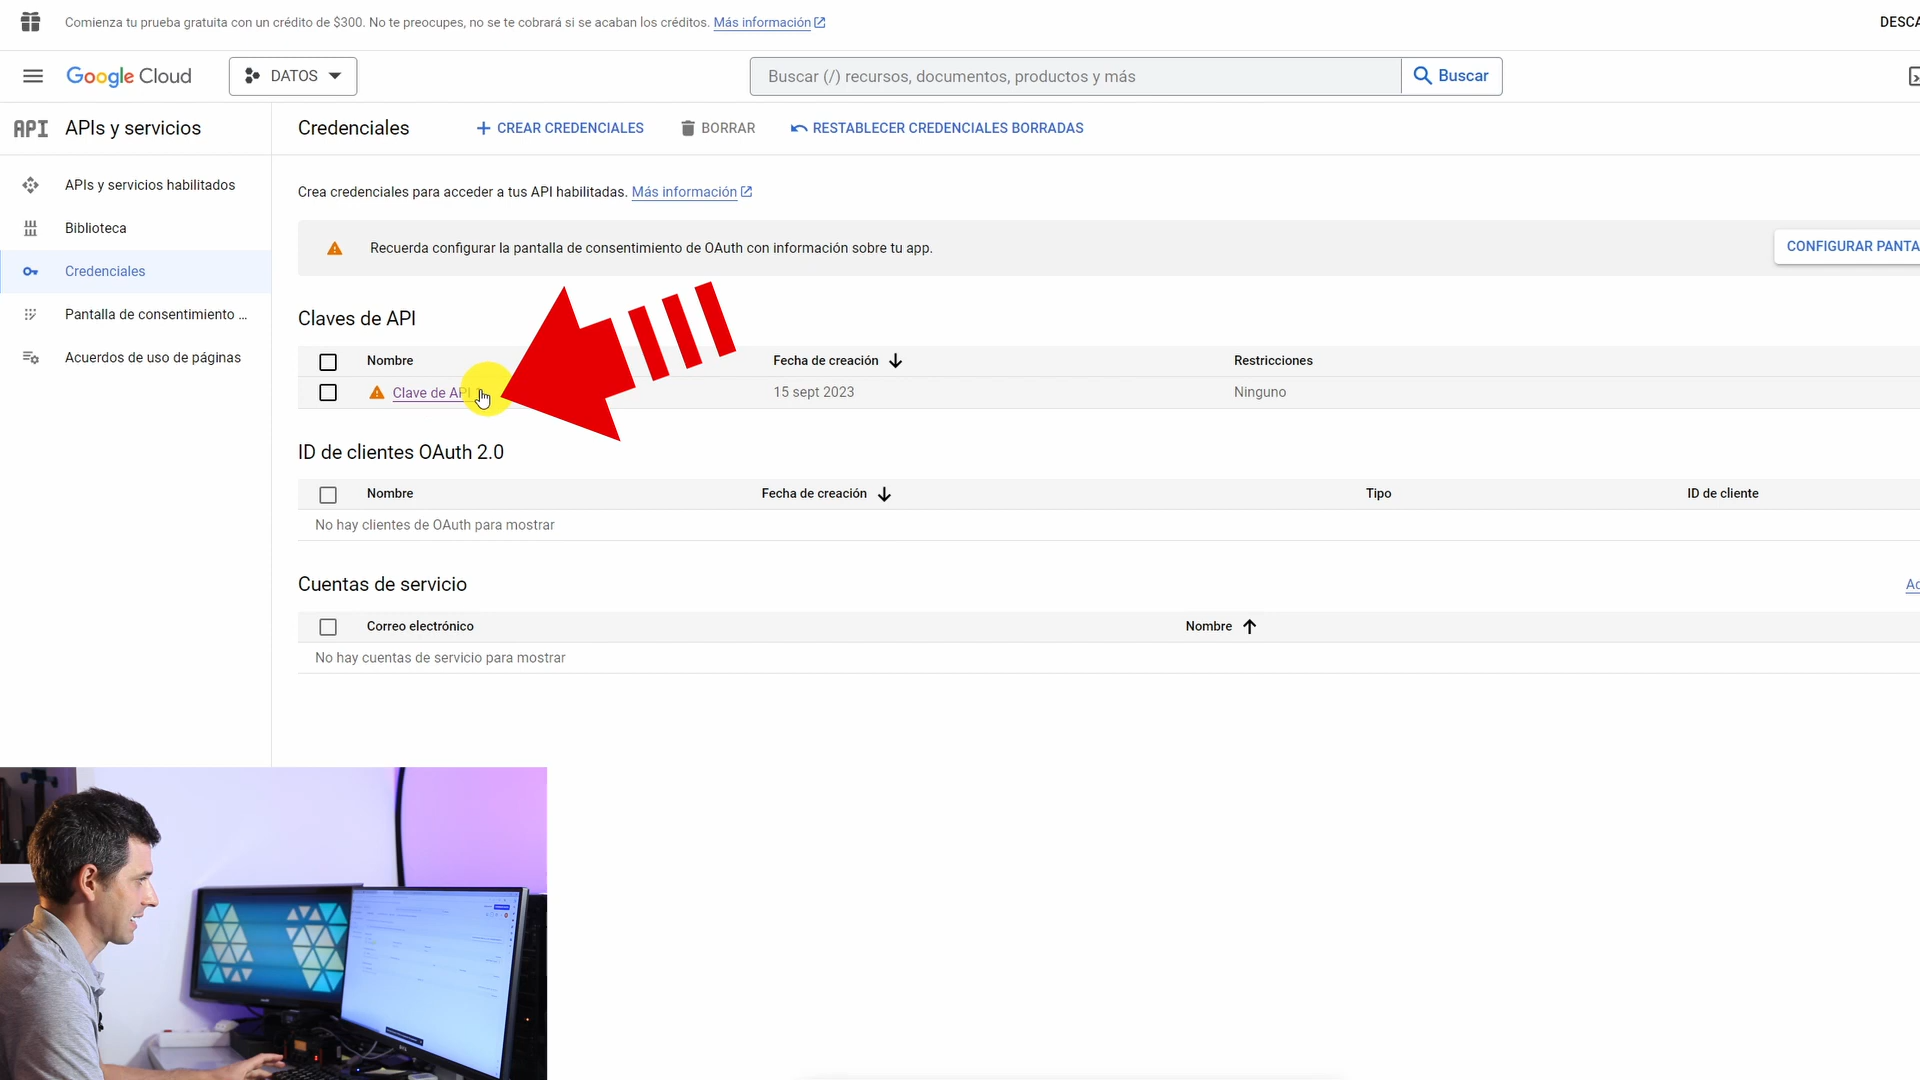 Comienza tu prueba gratuita con un crédito de $300. No te preocupes, no se te cobrará si se acaban los créditos. Más información
Google Cloud
DATOS
Buscar (/) recursos, documentos, productos y más
Buscar
API
APIs y servicios
Credenciales
CREAR CREDENCIALES
BORRAR
RESTABLECER CREDENCIALES BORRADAS
APIs y servicios habilitados
Biblioteca
Credenciales
Pantalla de consentimiento ...
Acuerdos de uso de páginas
Crea credenciales para acceder a tus API habilitadas. Más información
Recuerda configurar la pantalla de consentimiento de OAuth con información sobre tu app.
CONFIGURAR
Claves de API
Nombre
Fecha de creación
Restricciones
Clave de API
15 sept 2023
Ninguno
ID de clientes OAuth 2.0
Nombre
Fecha de creación
Tipo
ID de cliente
No hay clientes de OAuth para mostrar
Cuentas de servicio
Correo electrónico
Nombre
No hay cuentas de servicio para mostrar